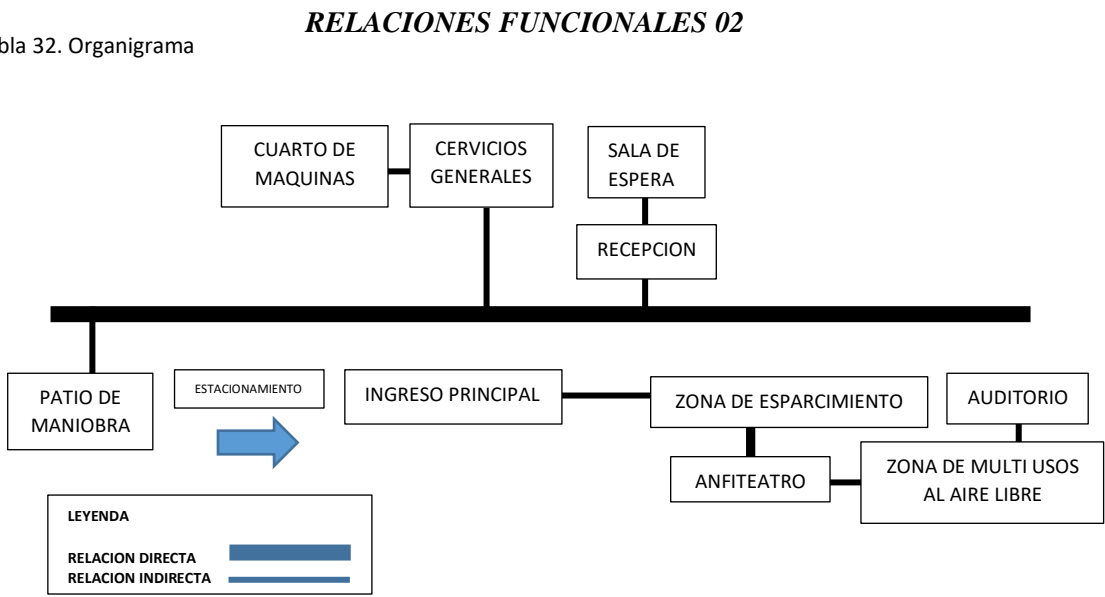 RELACIONES FUNCIONALES 02
bla 32. Organigrama
CUARTO DE
MAQUINAS
CERVICIOS
GENERALES
SALA DE
ESPERA
RECEPCION
PATIO DE
MANIOBRA
ESTACIONAMIENTO
INGRESO PRINCIPAL
ZONA DE ESPARCIMIENTO
AUDITORIO
ANFITEATRO
ZONA DE MULTI USOS
AL AIRE LIBRE
LEYENDA
RELACION DIRECTA
RELACION INDIRECTA